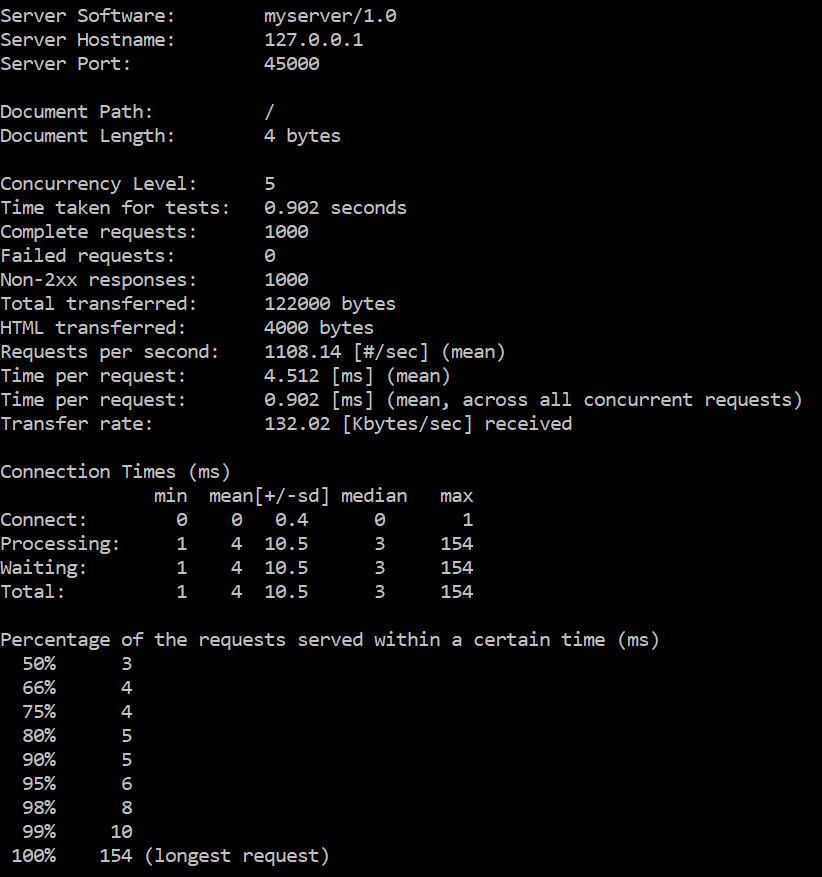 Server Software:        myserver/1.0
Server Hostname:        127.0.0.1
Server Port:            45000

Document Path:          /
Document Length:        4 bytes

Concurrency Level:      5
Time taken for tests:   0.902 seconds
Complete requests:      1000
Failed requests:        0
Non-2xx responses:      1000
Total transferred:      122000 bytes
HTML transferred:       4000 bytes
Requests per second:    1108.14 [#/sec] (mean)
Time per request:       4.512 [ms] (mean)
Time per request:       0.902 [ms] (mean, across all concurrent requests)
Transfer rate:          132.02 [Kbytes/sec] received

Connection Times (ms)
              min  mean[+/-sd] median   max
Connect:        0    0   0.4      0       1
Processing:     1    4  10.5      3     154
Waiting:        1    4  10.5      3     154
Total:          1    4  10.5      3     154

Percentage of the requests served within a certain time (ms)
  50%      3
  66%      4
  75%      4
  80%      5
  90%      5
  95%      6
  98%      8
  99%     10
 100%    154 (longest request)